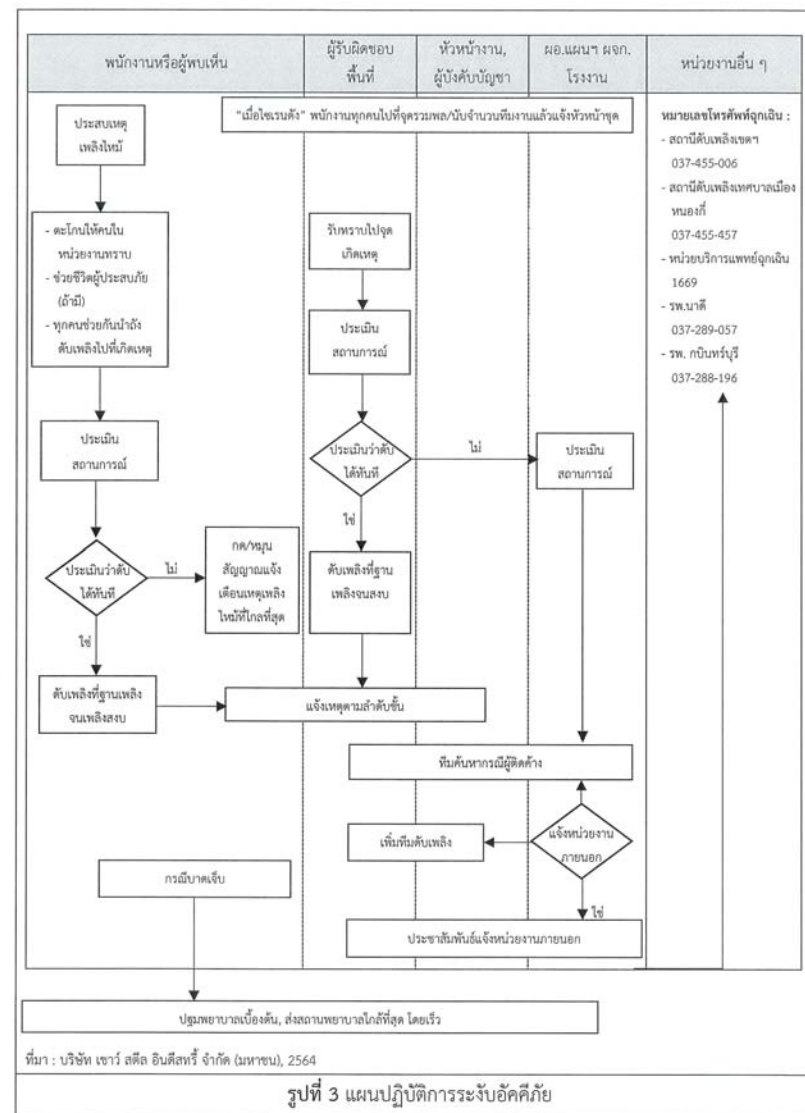 พนักงานหรือผู้พบเห็น
ผู้รับผิดชอบ
พื้นที่
หัวหน้างาน,
ผู้บังคับบัญชา
ผอ.แผนฯ ผจก.
โรงงาน
หน่วยงานอื่น ๆ
"เมื่อไซเรนดัง" พนักงานทุกคนไปที่จุดรวมพล/นับจำนวนทีมงานแล้วแจ้งหัวหน้าชุด
ประสบเหตุ
เพลิงไหม้
- ตะโกนให้คนใน
หน่วยงานทราบ
- ช่วยชีวิตผู้ประสบภัย
(ถ้ามี)
- ทุกคนช่วยกันนำถัง
ดับเพลิงไปที่เกิดเหตุ
ประเมิน
สถานการณ์
ประเมินว่าดับ
ได้ทันที
ไม่
กด/หมุน
สัญญาณแจ้ง
เตือนเหตุเพลิง
ไหม้ที่ใกลที่สุด
ใช่
ดับเพลิงที่ฐานเพลิง
จนเพลิงสงบ
รับทราบไปจุด
เกิดเหตุ
ประเมิน
สถานการณ์
ประเมินว่าดับ
ได้ทันที
ไม่
ประเมิน
สถานการณ์
ใช่
ดับเพลิงที่ฐาน
เพลิงจนสงบ
แจ้งเหตุตามลำดับชั้น
ทีมค้นหากรณีผู้ติดค้าง
เพิ่มทีมดับเพลิง
แจ้งหน่วยงาน
ภายนอก
ใช่
ประชาสัมพันธ์แจ้งหน่วยงานภายนอก
หมายเลขโทรศัพท์ฉุกเฉิน :
- สถานีดับเพลิงเขตฯ
037-455-006
- สถานีดับเพลิงเทศบาลเมือง
หนองกี่
037-455-457
- หน่วยบริการแพทย์ฉุกเฉิน
1669
- รพ.นาดี
037-289-057
- รพ. กบินทร์บุรี
037-288-196
กรณีบาดเจ็บ
ปฐมพยาบาลเบื้องต้น, ส่งสถานพยาบาลใกล้ที่สุด โดยเร็ว
ที่มา : บริษัท เชาว์ สตีล อินดัสทรี้ จำกัด (มหาชน), 2564
รูปที่ 3 แผนปฏิบัติการระงับอัคคีภัย